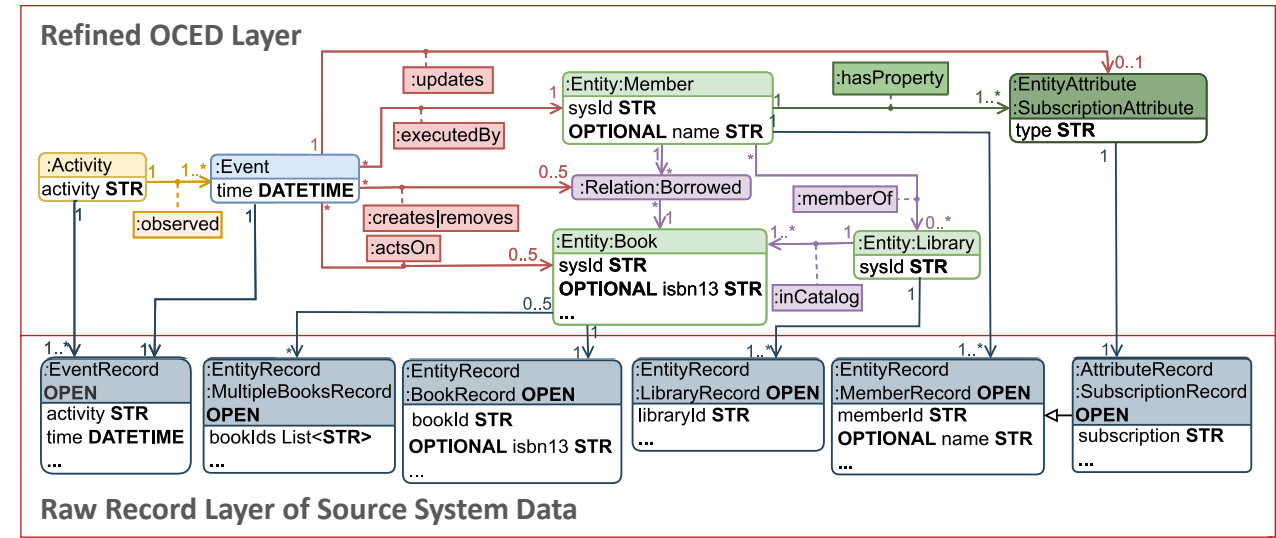 Refined OCED Layer
:updates
0..1
:Entity:Member
sysId STR
OPTIONAL name STR
:hasProperty
1
1
1..*
:EntityAttribute
:SubscriptionAttribute
type STR
1
:executedBy
1
1
*
:Activity
activity STR
1
1..*
:Event
time DATETIME
:observed
1
1
*
*
:creates|removes
0..5
:Relation:Borrowed
1
*
*
1
*
:memberOf
0..*
:actsOn
0..5
:Entity:Book
sysId STR
OPTIONAL isbn13 STR
...
1..*
1
:Entity:Library
sysId STR
:inCatalog
1
0..5
1
1..*
1
*
1
1..*
1..*
1
:EventRecord
OPEN
activity STR
time DATETIME
...
:EntityRecord
:MultipleBooksRecord
OPEN
bookIds List<STR>
...
:EntityRecord
:BookRecord OPEN
bookId STR
OPTIONAL isbn13 STR
...
:EntityRecord
:LibraryRecord OPEN
libraryId STR
...
:EntityRecord
:MemberRecord OPEN
memberId STR
OPTIONAL name STR
...
:AttributeRecord
:SubscriptionRecord
OPEN
subscription STR
...
Raw Record Layer of Source System Data